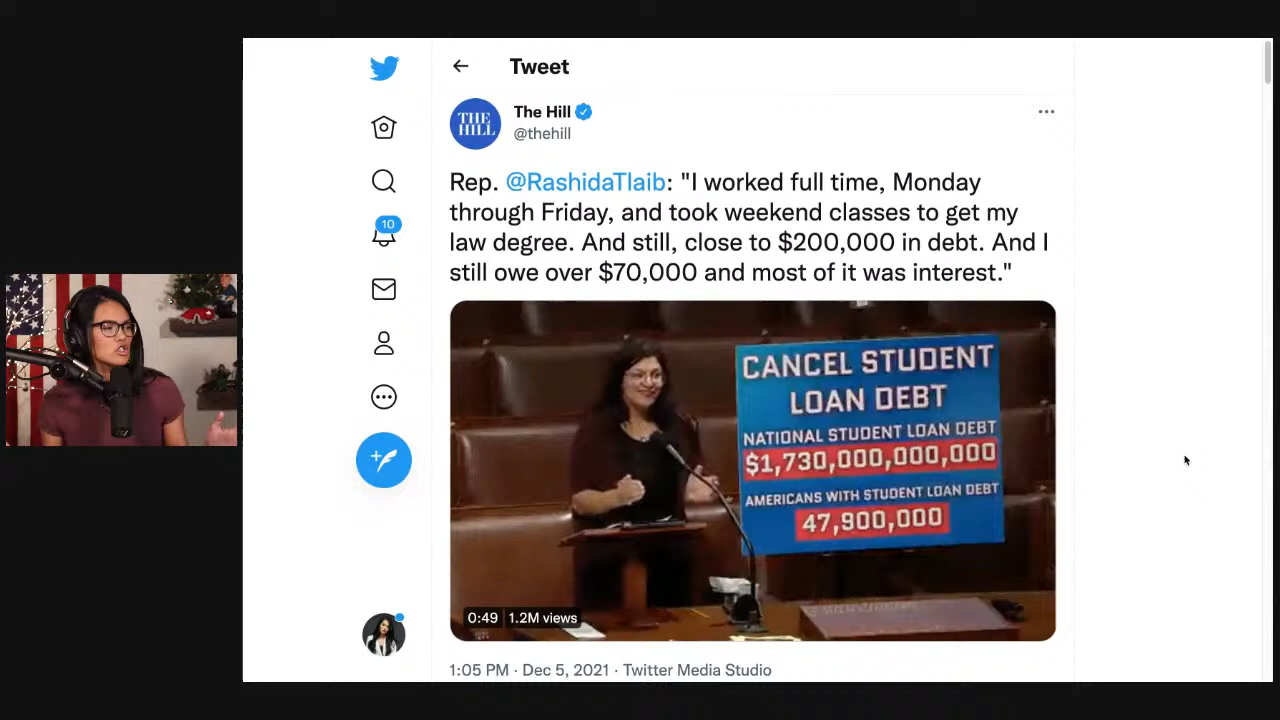 Tweet
THE
HILL
The Hill
@thehill
Rep. @RashidaTlaib: "I worked full time, Monday
through Friday, and took weekend classes to get my
law degree. And still, close to $200,000 in debt. And I
still owe over $70,000 and most of it was interest."
10
CANCEL STUDENT
LOAN DEBT
NATIONAL STUDENT LOAN DEBT
$1,730,000,000,000
AMERICANS WITH STUDENT LOAN DEBT
47,900,000
0:49 1.2M views
1:05 PM · Dec 5, 2021 · Twitter Media Studio